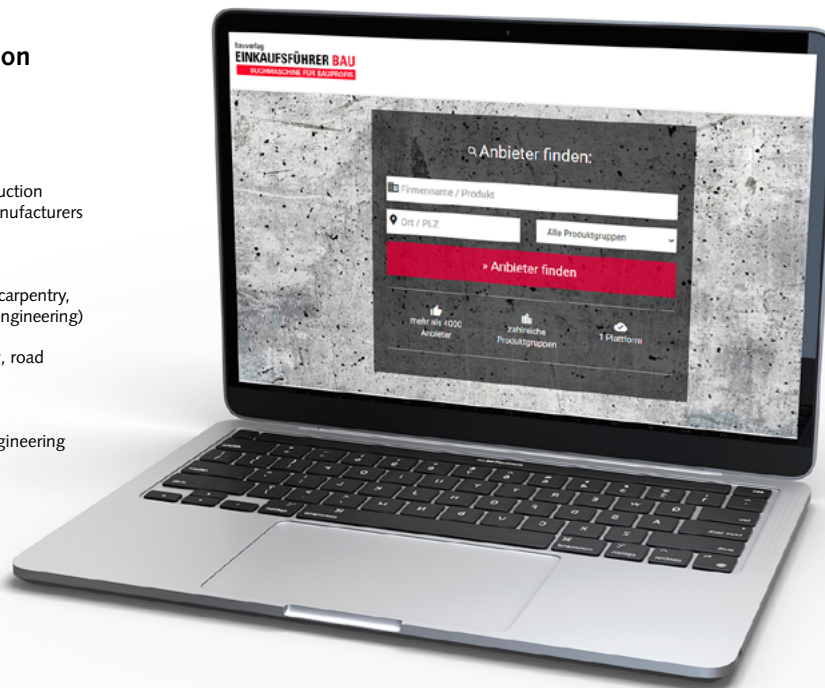 on
uction
nufacturers
carpentry,
engineering)
, road
gineering
bauverlag
EINKAUFSFÜHRER BAU
SUCHMASCHINE FÜR BAUPROFIS
Anbieter finden:
Firmenname / Produkt
Ort / PLZ
Alle Produktgruppen
» Anbieter finden
mehr als 4000
Anbieter
zahlreiche
Produktgruppen
1 Plattform